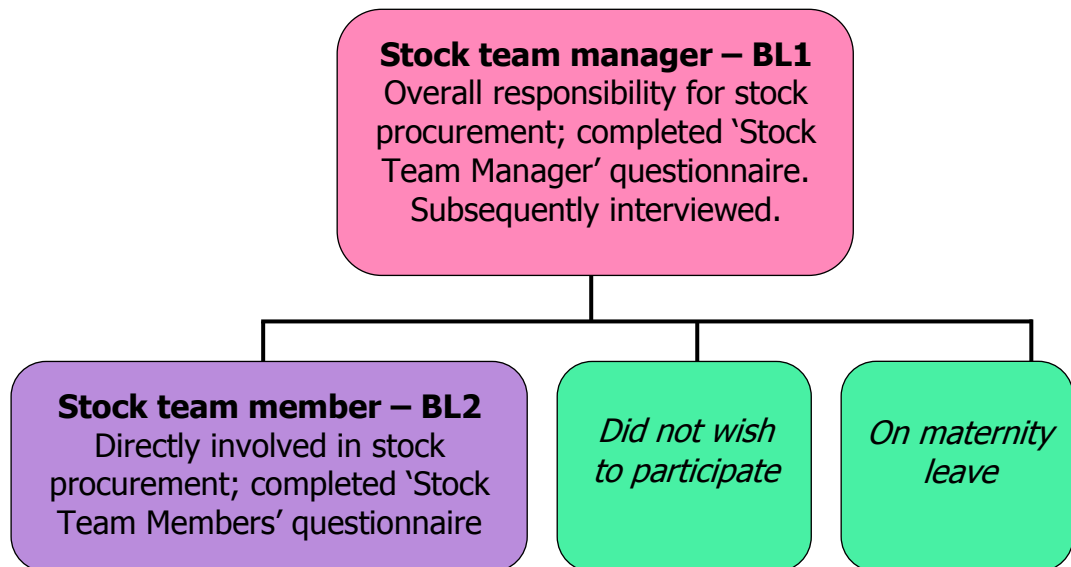 Stock team manager – BL1
Overall responsibility for stock
procurement; completed ‘Stock
Team Manager’ questionnaire.
Subsequently interviewed.
Stock team member – BL2
Directly involved in stock
procurement; completed ‘Stock
Team Members’ questionnaire
Did not wish
to participate
On maternity
leave